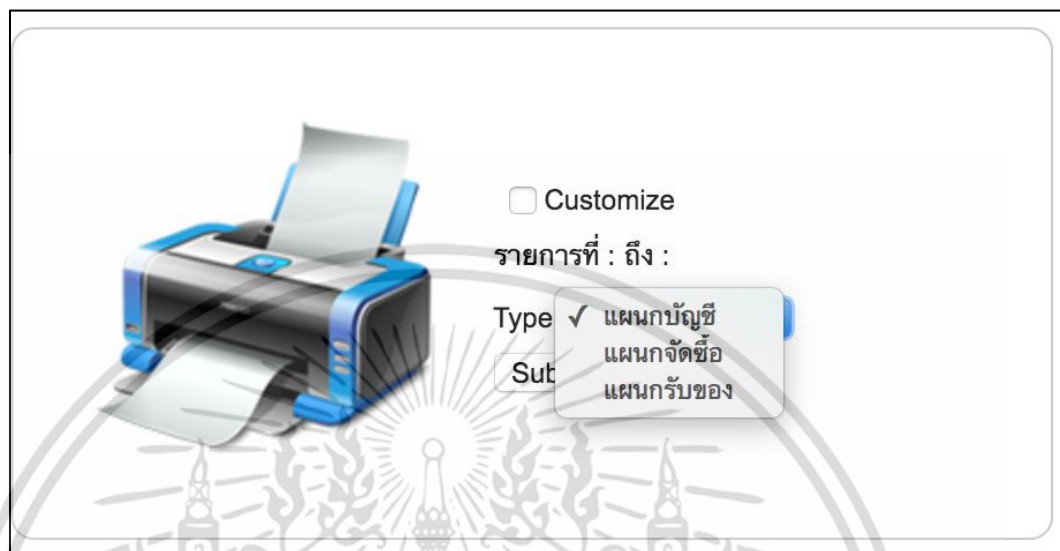 Customize
รายการที่ : ถึง :
Type ✓ แผนกบัญชี
แผนกจัดซื้อ
Sub
แผนกรับของ